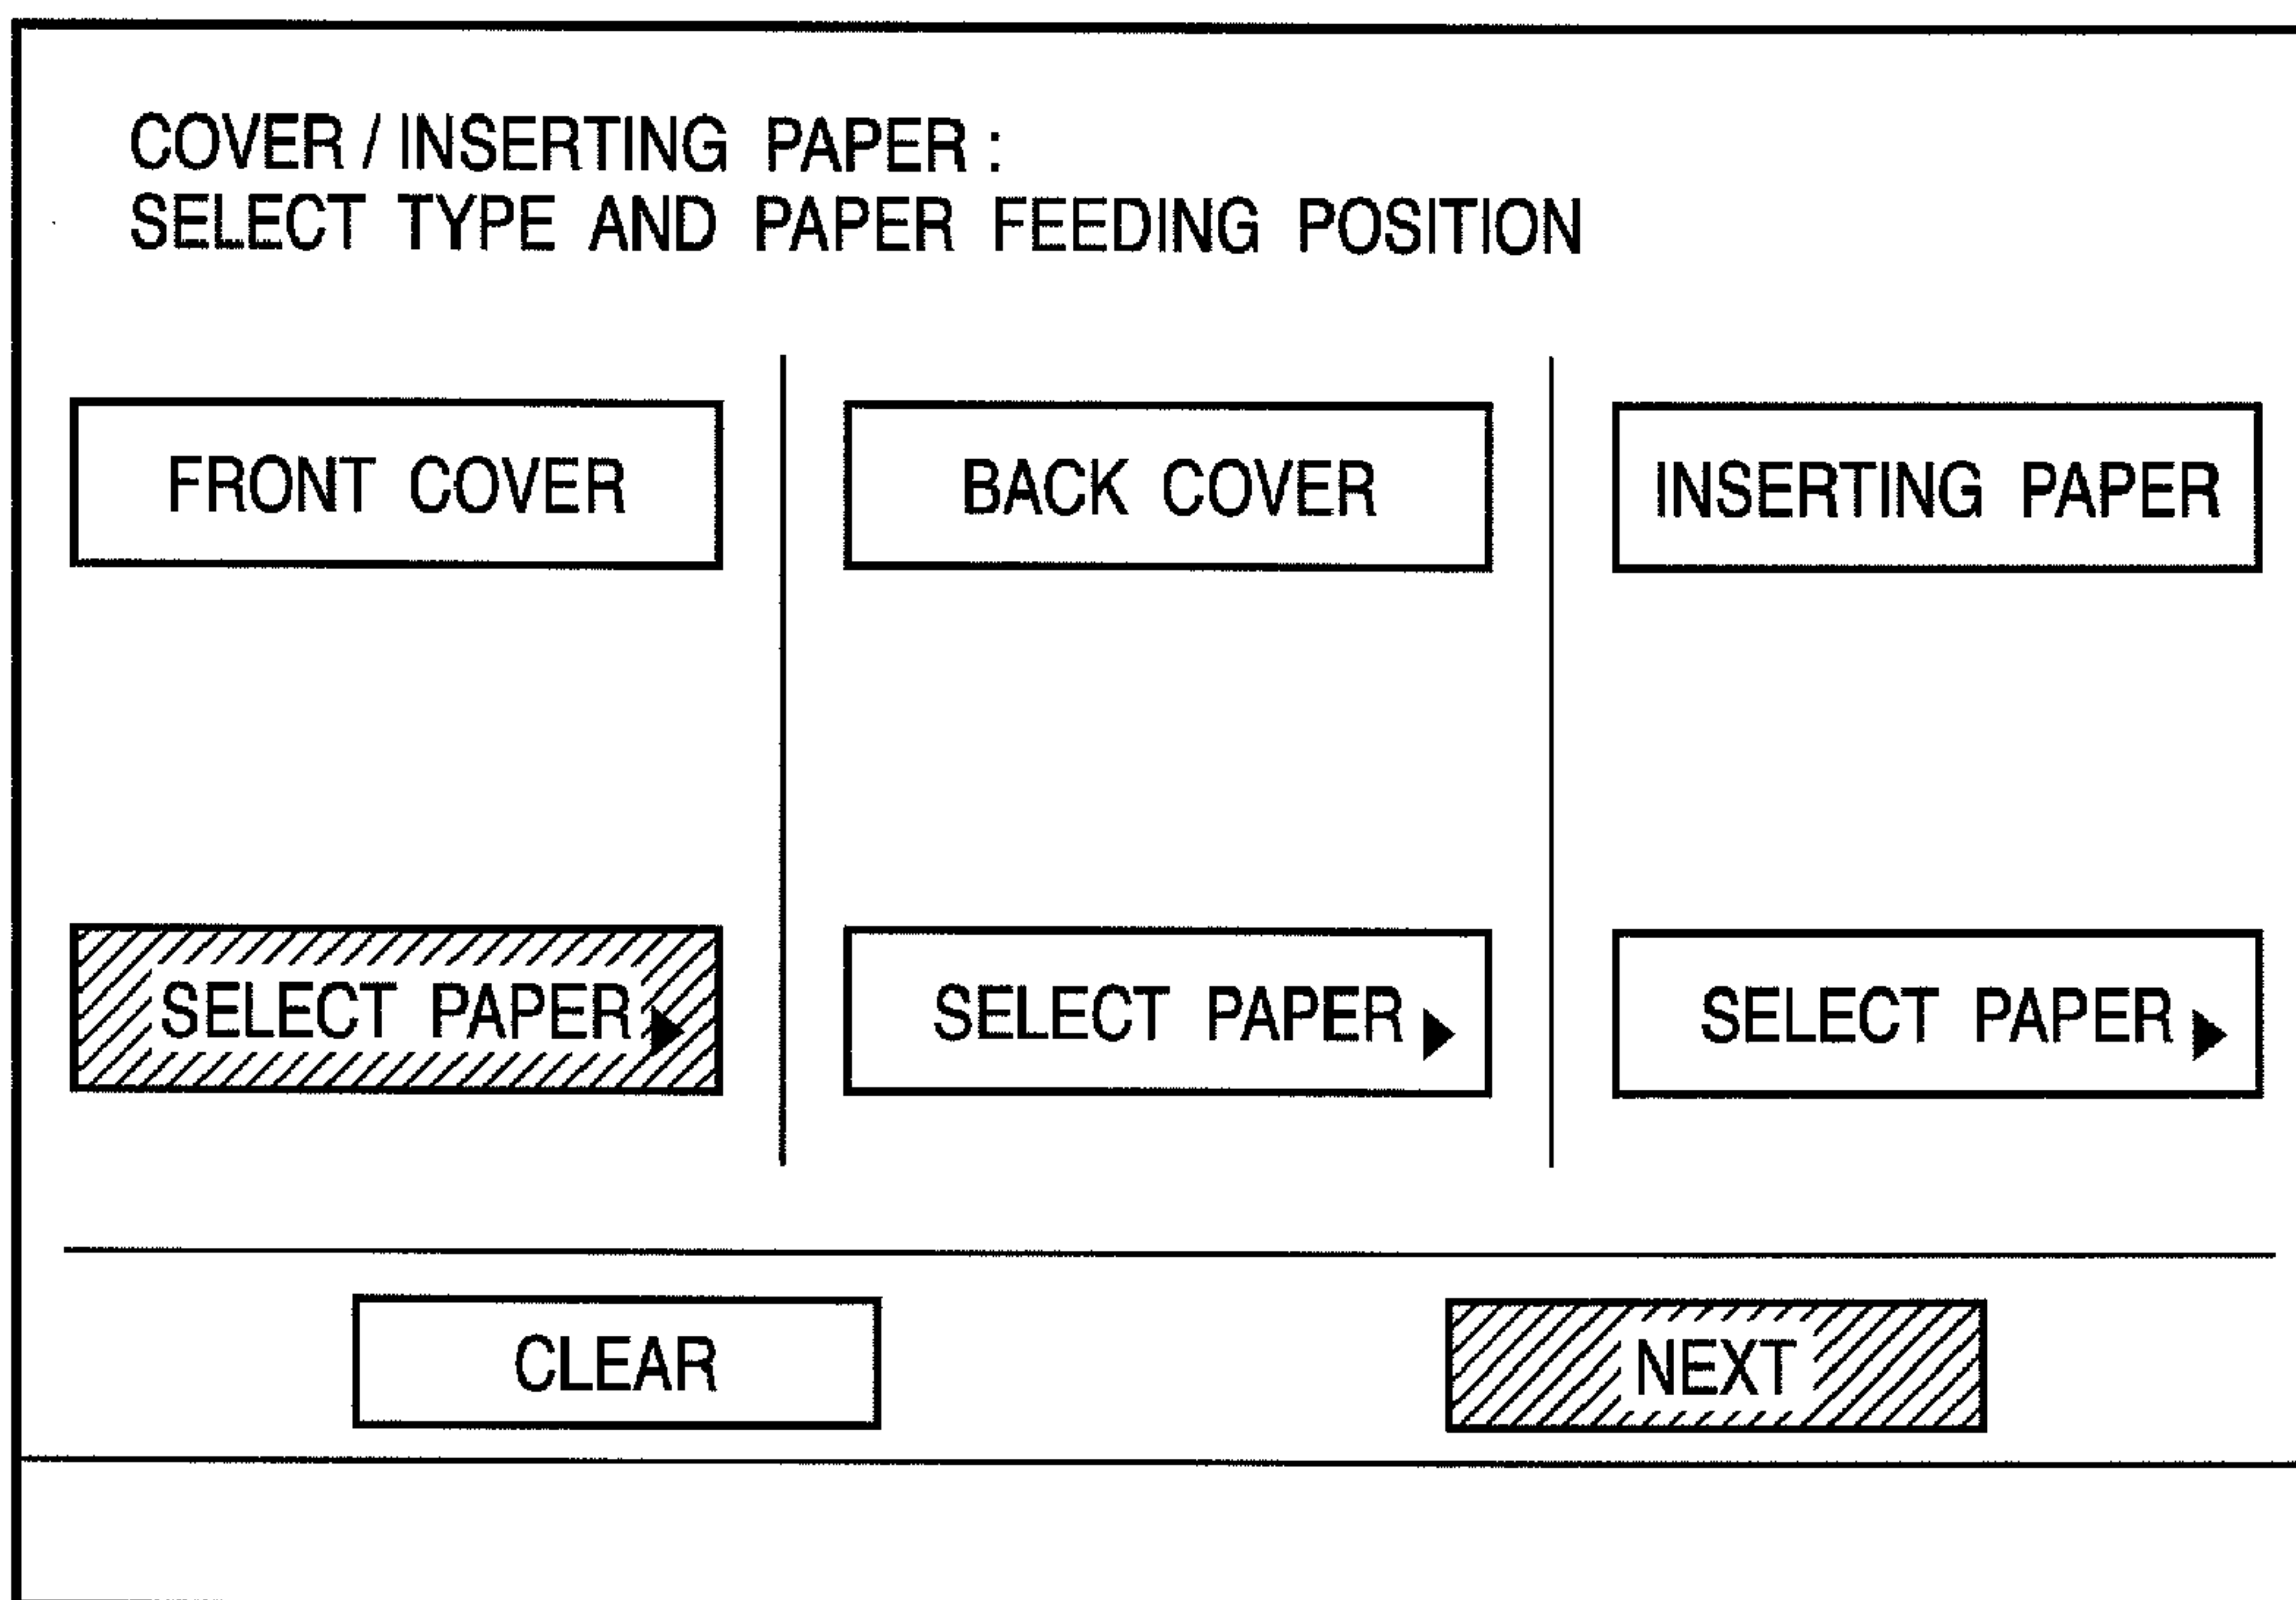 COVER / INSERTING PAPER :
SELECT TYPE AND PAPER FEEDING POSITION
FRONT COVER
BACK COVER
INSERTING PAPER
SELECT PAPER ▶
SELECT PAPER ▶
SELECT PAPER ▶
CLEAR
NEXT